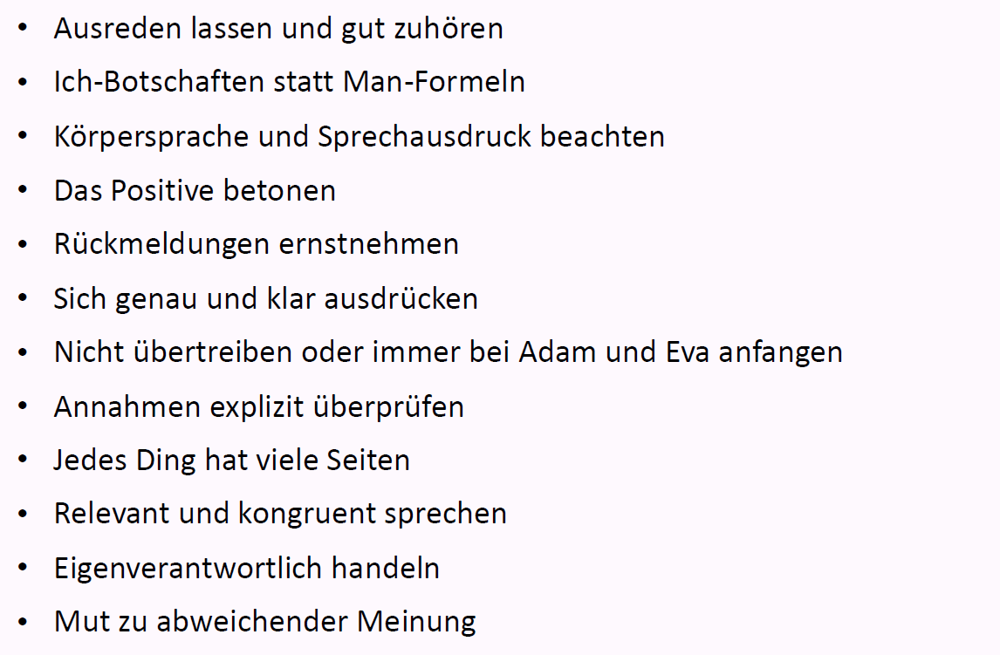 • Ausreden lassen und gut zuhören
• Ich-Botschaften statt Man-Formeln
• Körpersprache und Sprechausdruck beachten
• Das Positive betonen
• Rückmeldungen ernstnehmen
• Sich genau und klar ausdrücken
• Nicht übertreiben oder immer bei Adam und Eva anfangen
• Annahmen explizit überprüfen
• Jedes Ding hat viele Seiten
• Relevant und kongruent sprechen
• Eigenverantwortlich handeln
• Mut zu abweichender Meinung